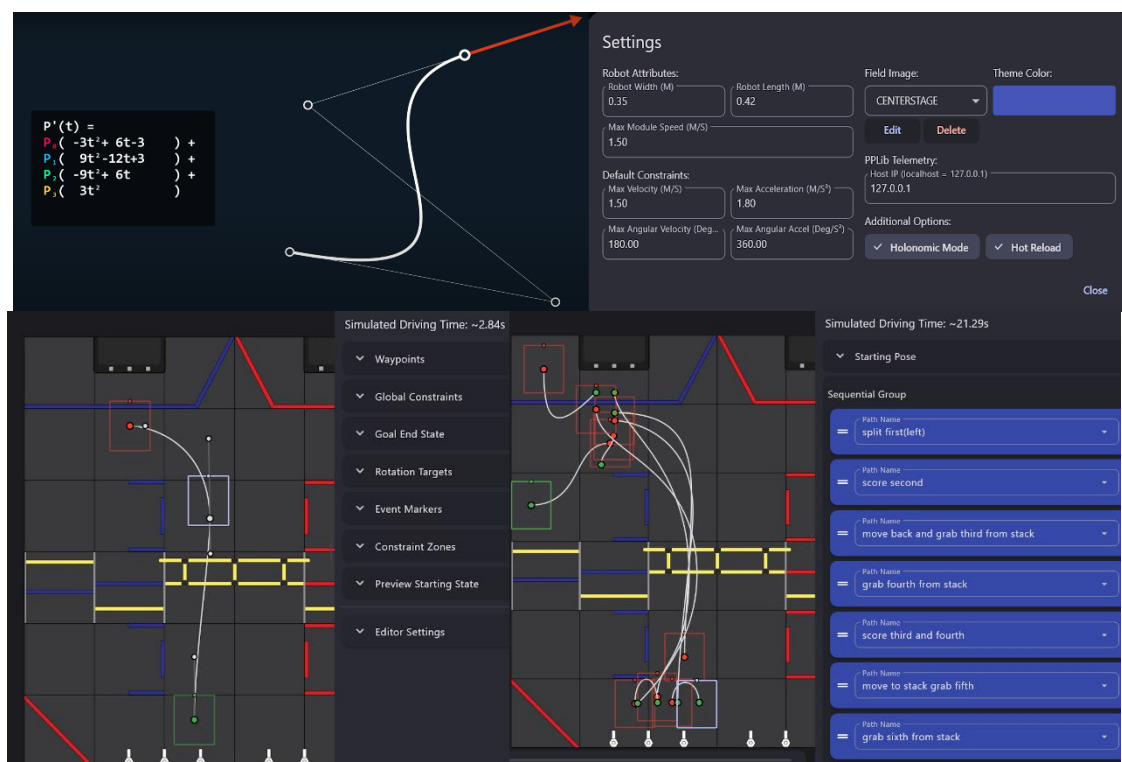 P'(t) =
P₀( -3t²+ 6t-3 ) +
P₁( 9t²-12t+3 ) +
P₂( -9t²+ 6t ) +
P₃( 3t² )
Settings
Robot Attributes:
Robot Width (M)
0.35
Robot Length (M)
0.42
Max Module Speed (M/S)
1.50
Default Constraints:
Max Velocity (M/S)
1.50
Max Acceleration (M/S²)
1.80
Max Angular Velocity (Deg...
180.00
Max Angular Accel (Deg/S²)
360.00
Field Image:
CENTERSTAGE
Edit
Delete
Theme Color:
PPLib Telemetry:
Host IP (localhost = 127.0.0.1)
127.0.0.1
Additional Options:
Holonomic Mode
Hot Reload
Close
Simulated Driving Time: ~2.84s
Waypoints
Global Constraints
Goal End State
Rotation Targets
Event Markers
Constraint Zones
Preview Starting State
Editor Settings
Simulated Driving Time: ~21.29s
Starting Pose
Sequential Group
Path Name
split first(left)
Path Name
score second
Path Name
move back and grab third from stack
Path Name
grab fourth from stack
Path Name
score third and fourth
Path Name
move to stack grab fifth
Path Name
grab sixth from stack